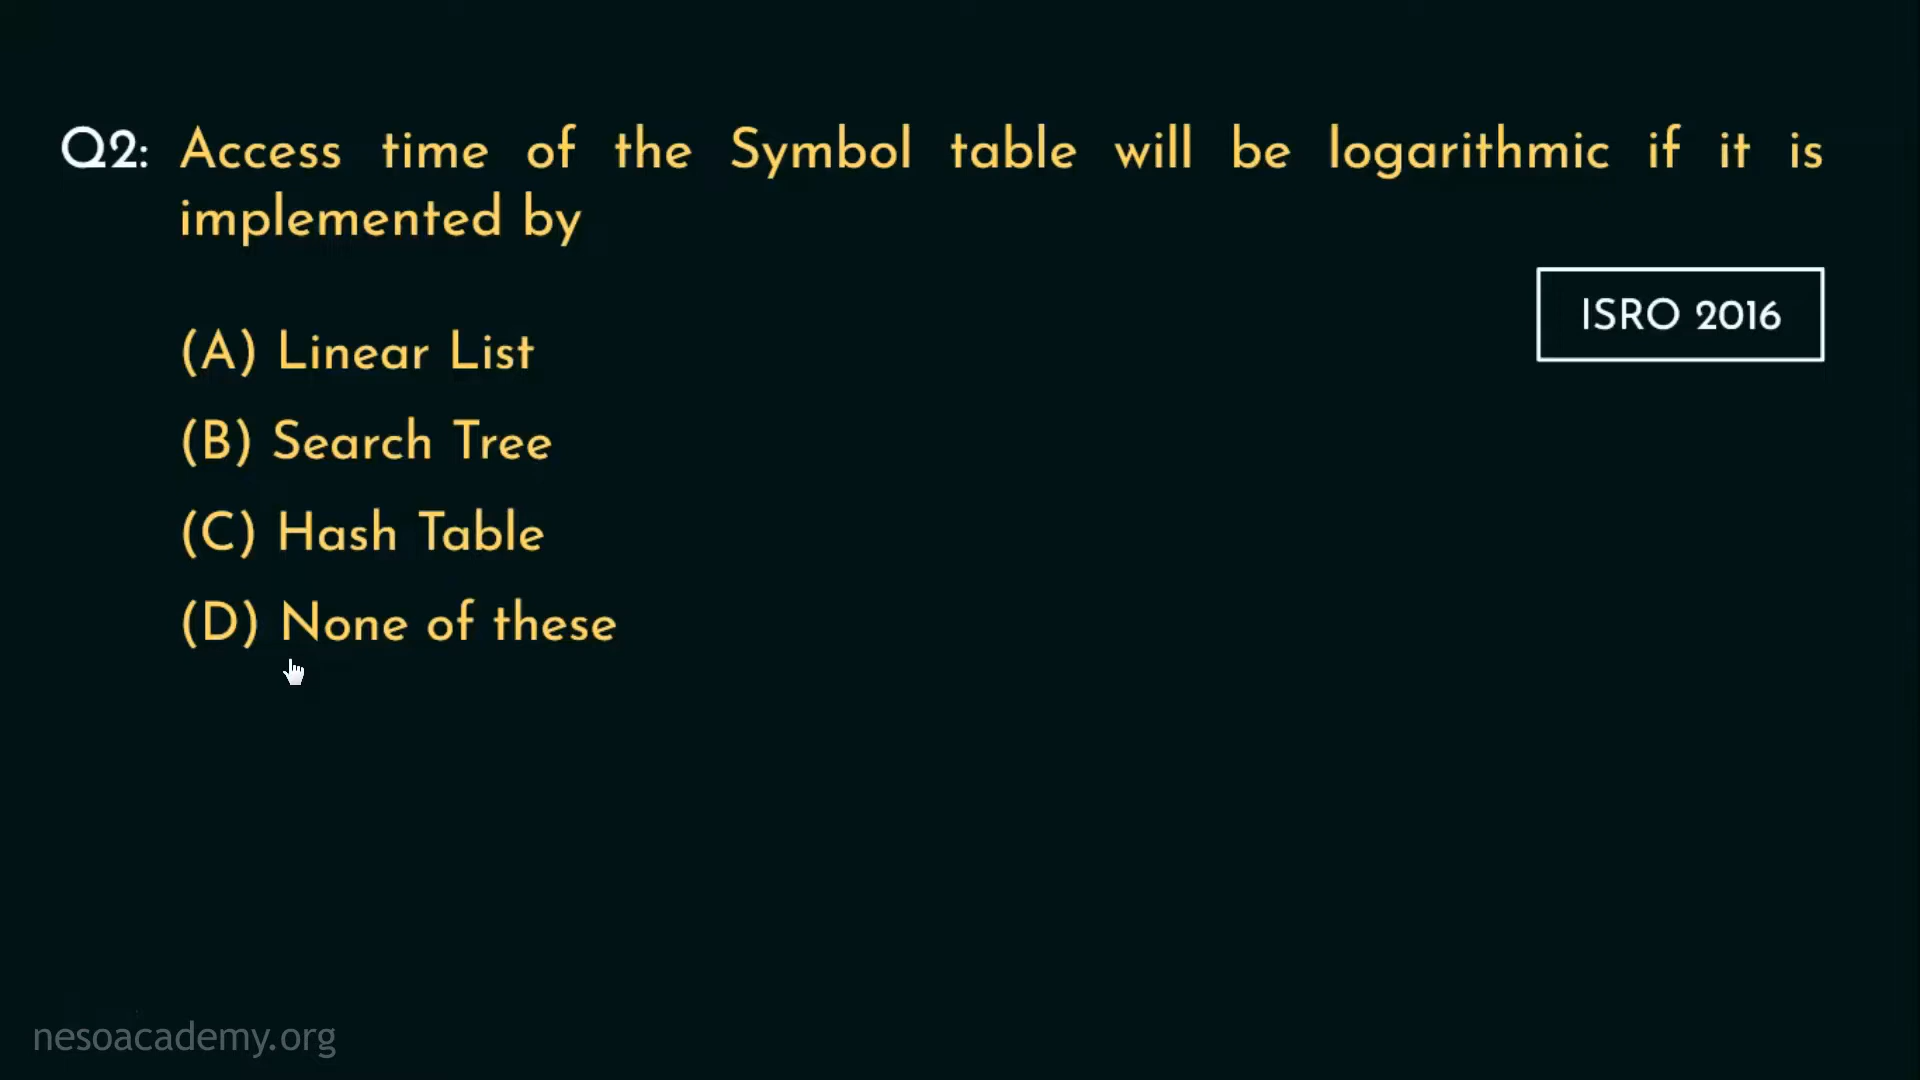 Q2: Access time of the Symbol table will be logarithmic if it is
implemented by
ISRO 2016
(A) Linear List
(B) Search Tree
(C) Hash Table
(D) None of these
nesoacademy.org